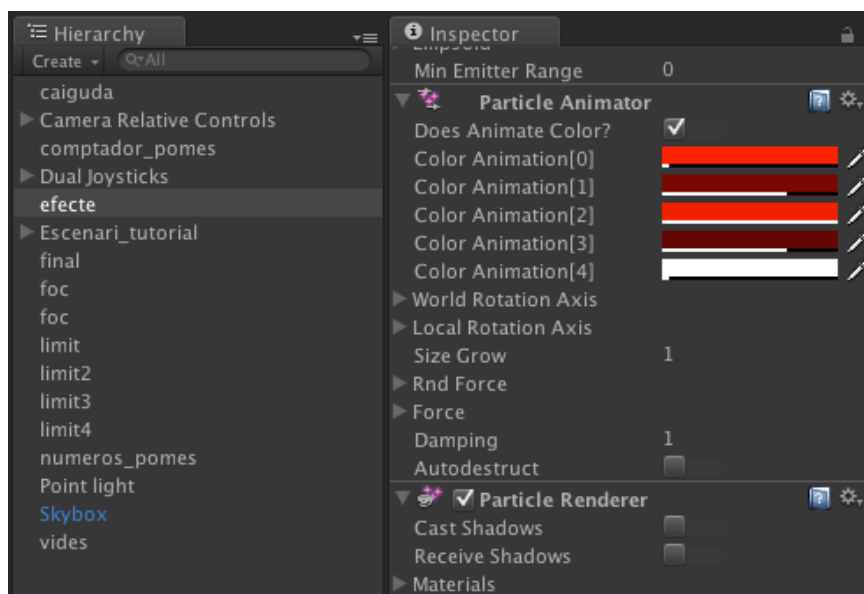 Hierarchy
Create
All
caiguda
Camera Relative Controls
comptador_pomes
Dual Joysticks
efecte
Escenari_tutorial
final
foc
foc
limit
limit2
limit3
limit4
numeros_pomes
Point light
Skybox
vides
Inspector
Ellipsoid
Min Emitter Range 0
Particle Animator
Does Animate Color?
Color Animation[0]
Color Animation[1]
Color Animation[2]
Color Animation[3]
Color Animation[4]
World Rotation Axis
Local Rotation Axis
Size Grow 1
Rnd Force
Force
Damping 1
Autodestruct
Particle Renderer
Cast Shadows
Receive Shadows
Materials